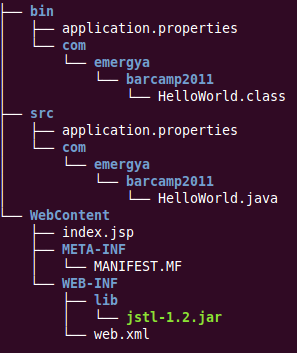 ├── bin
│   ├── application.properties
│   └── com
│       └── emergya
│           └── barcamp2011
│               └── HelloWorld.class
├── src
│   ├── application.properties
│   └── com
│       └── emergya
│           └── barcamp2011
│               └── HelloWorld.java
└── WebContent
    ├── index.jsp
    ├── META-INF
    │   └── MANIFEST.MF
    └── WEB-INF
        ├── lib
        │   └── jstl-1.2.jar
        └── web.xml